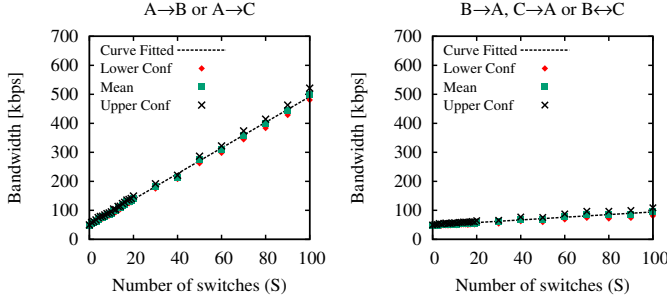 A→B or A→C
Bandwidth [kbps]
700
600
500
400
300
200
100
0
Curve Fitted
Lower Conf
Mean
Upper Conf
0 20 40 60 80 100
Number of switches (S)
B→A, C→A or B↔C
Bandwidth [kbps]
700
600
500
400
300
200
100
0
Curve Fitted
Lower Conf
Mean
Upper Conf
0 20 40 60 80 100
Number of switches (S)